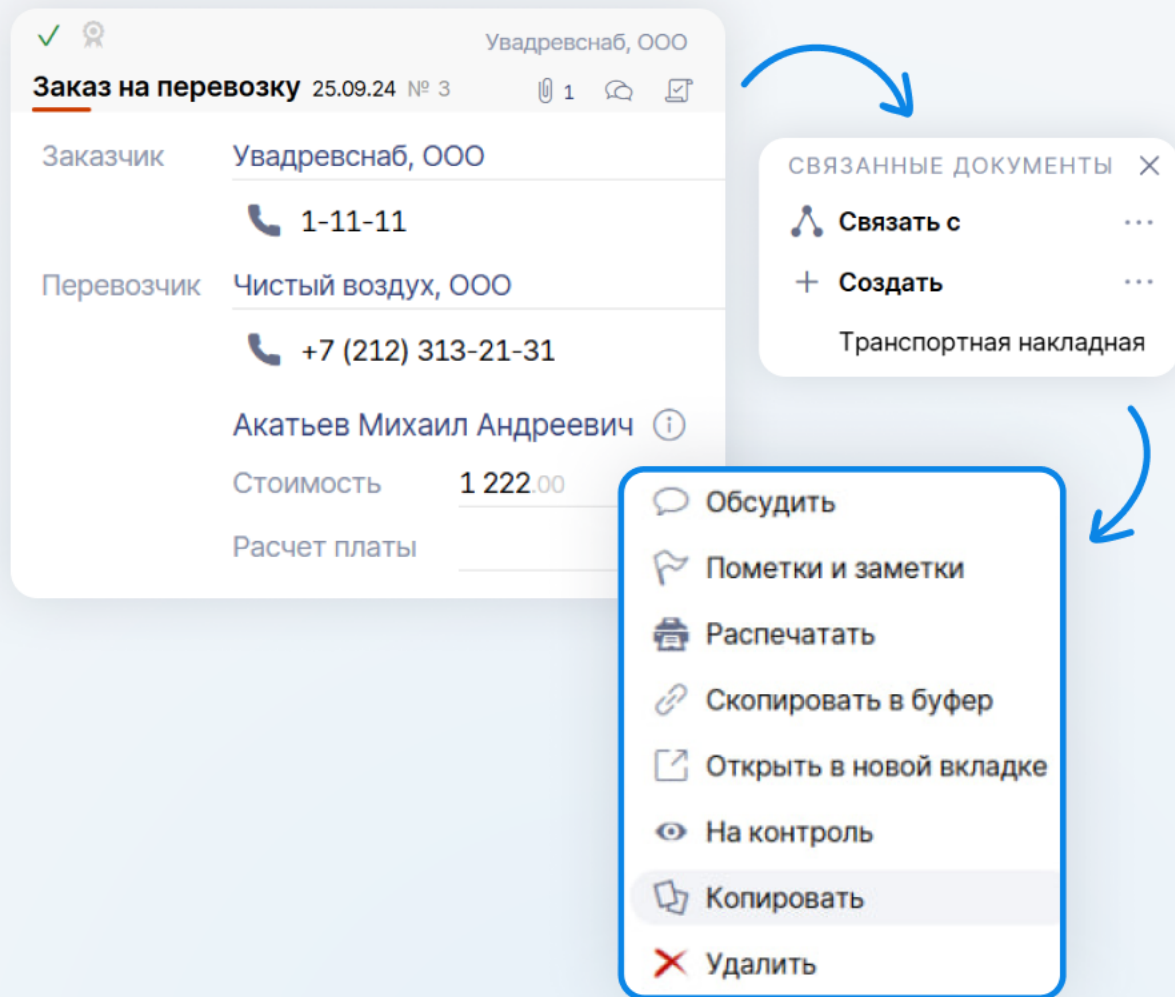 Увадревснаб, ООО
Заказ на перевозку 25.09.24 № 3 1
Заказчик Увадревснаб, ООО
1-11-11
Перевозчик Чистый воздух, ООО
+7 (212) 313-21-31
Акатьев Михаил Андреевич
Стоимость 1 222.00
Расчет платы
СВЯЗАННЫЕ ДОКУМЕНТЫ
Связать с
Создать
Транспортная накладная
Обсудить
Пометки и заметки
Распечатать
Скопировать в буфер
Открыть в новой вкладке
На контроль
Копировать
Удалить